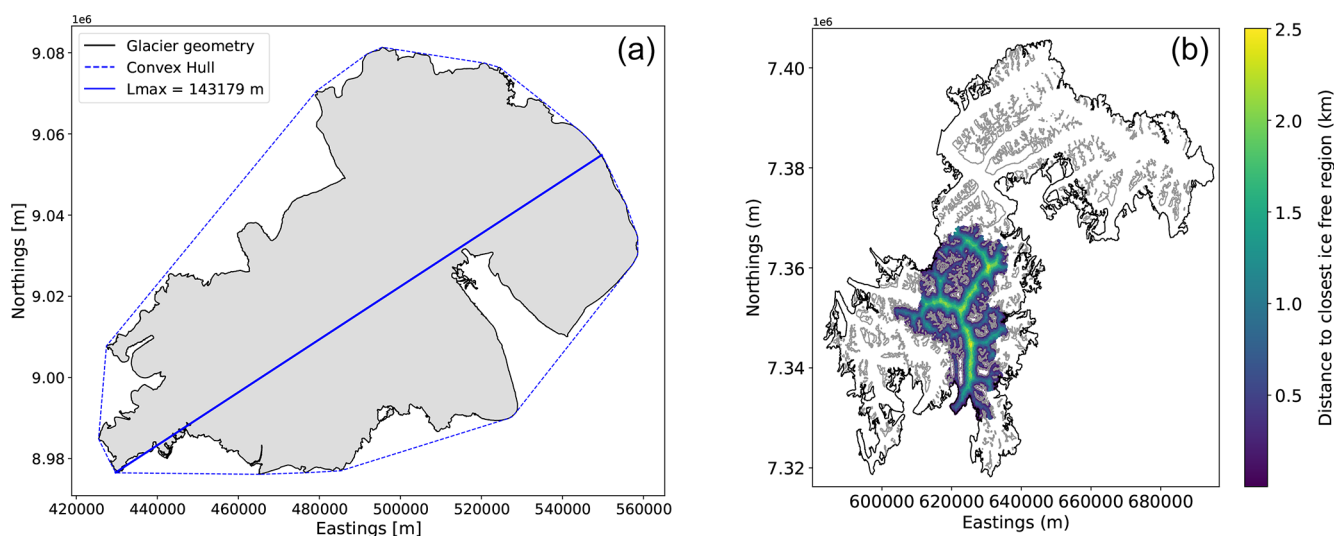 1e6
(a)
Glacier geometry
Convex Hull
Lmax = 143179 m
9.08
9.06
9.04
9.02
9.00
8.98
Northings [m]
420000 440000 460000 480000 500000 520000 540000 560000
Eastings [m]
1e6
(b)
7.40
7.38
7.36
7.34
7.32
Northings (m)
600000 620000 640000 660000 680000
Eastings (m)
2.5
2.0
1.5
1.0
0.5
Distance to closest ice free region (km)